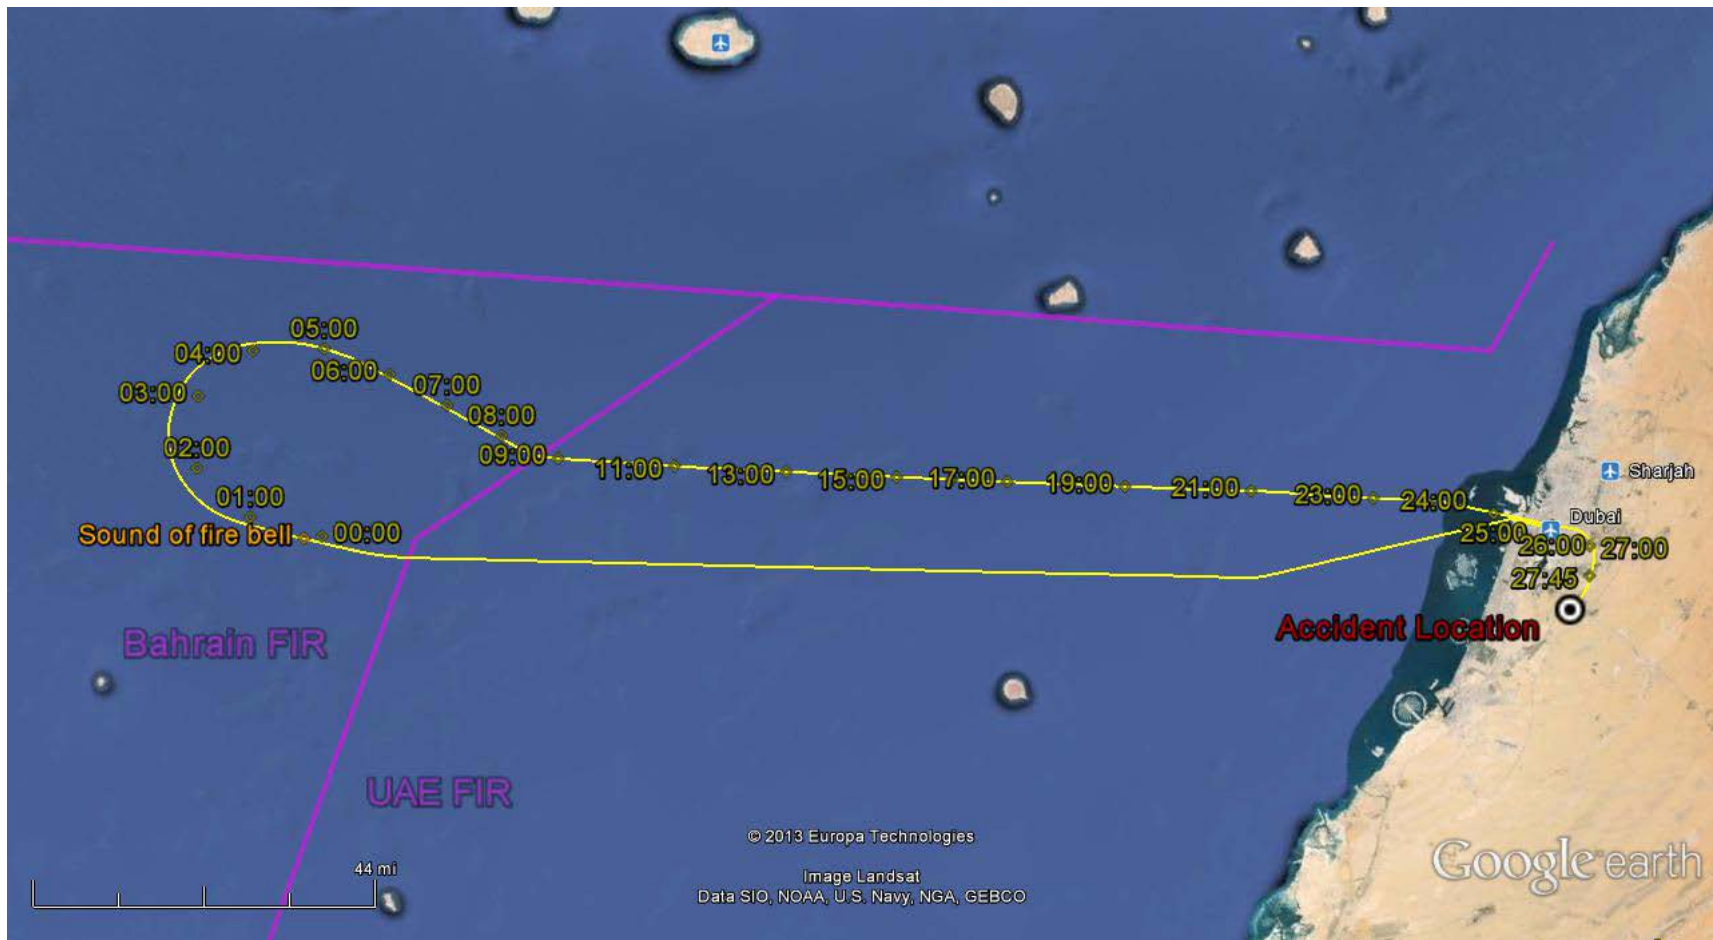 05:00
04:00
06:00
03:00
07:00
08:00
02:00
09:00
11:00
13:00
15:00
17:00
19:00
21:00
23:00
24:00
Sharjah
01:00
Sound of fire bell
00:00
Dubai
25:00
26:00
27:00
27:45
Accident Location
Bahrain FIR
UAE FIR
© 2013 Europa Technologies
Image Landsat
Data SIO, NOAA, U.S. Navy, NGA, GEBCO
44 mi
Google earth